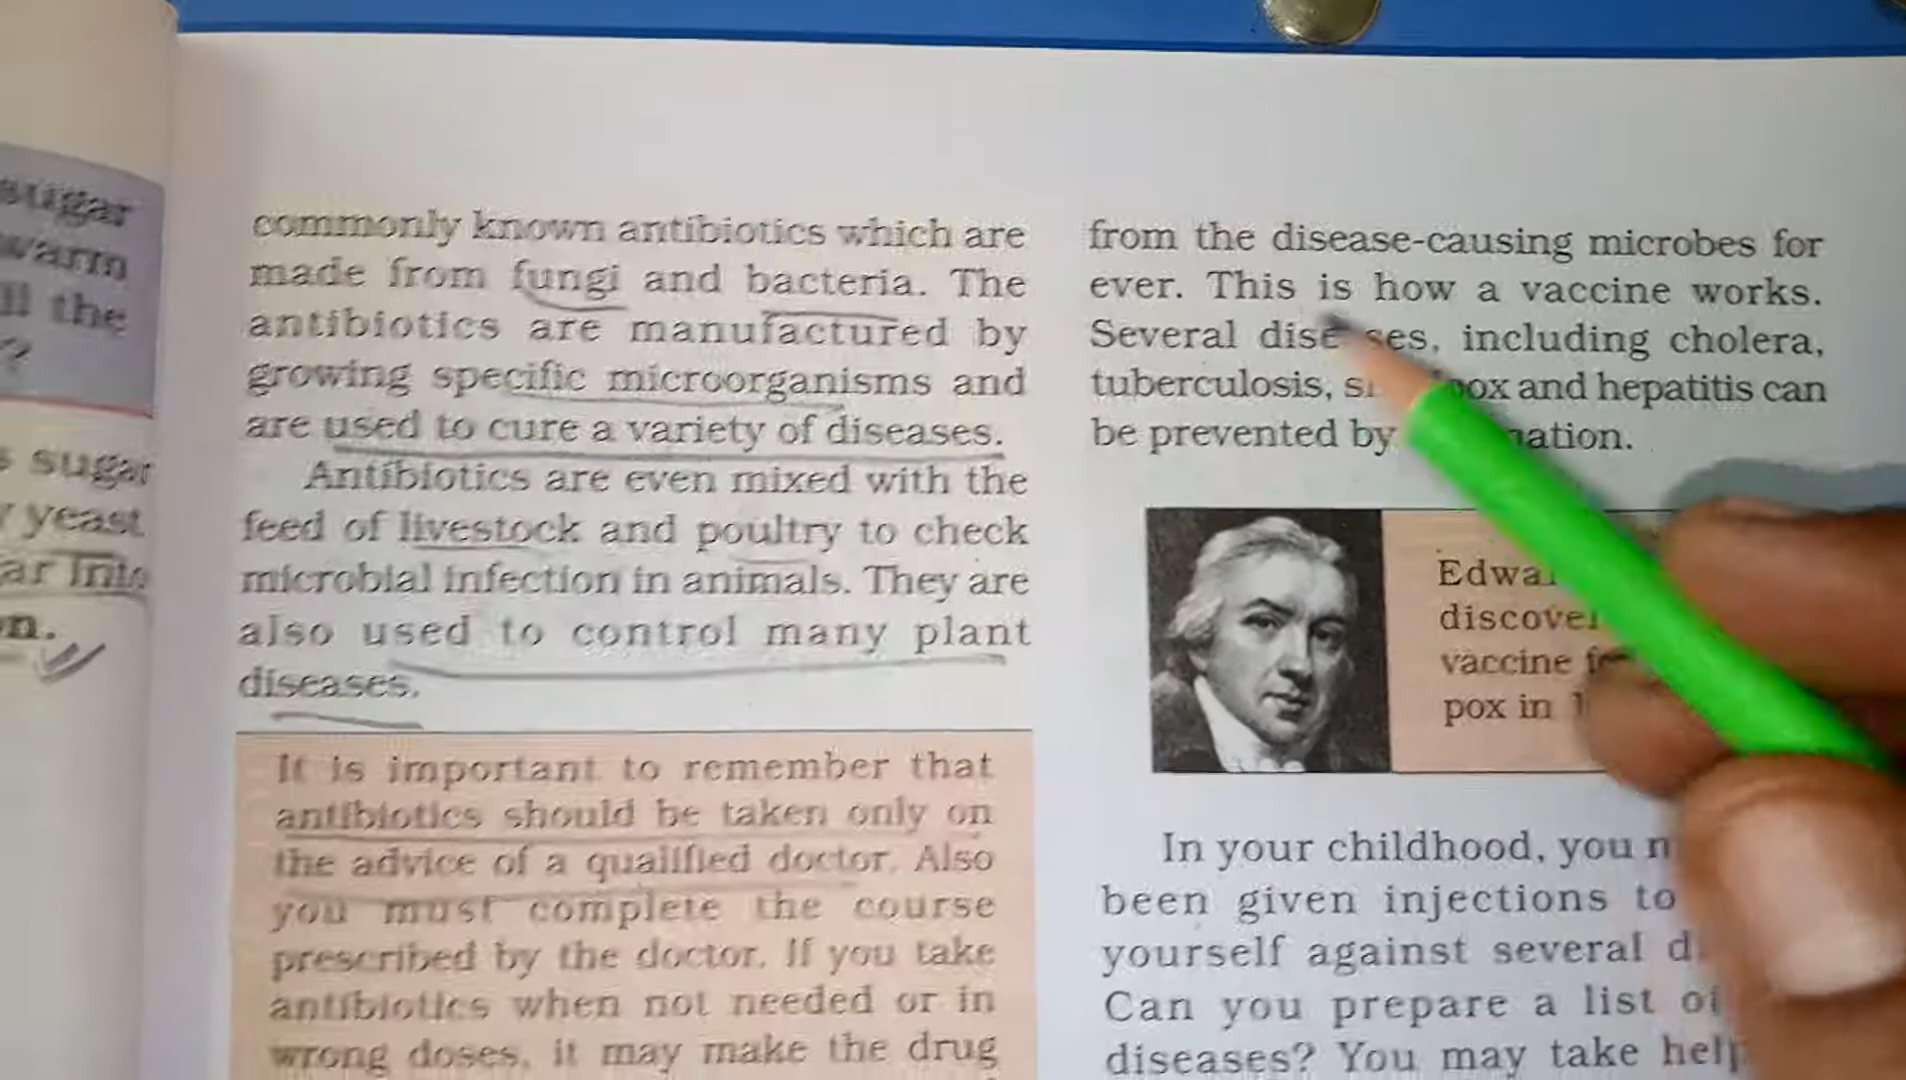 sugar
warm
ll the
?
s sugar
yeast
ar into
n.
commonly known antibiotics which are
made from fungi and bacteria. The
antibiotics are manufactured by
growing specific microorganisms and
are used to cure a variety of diseases.
Antibiotics are even mixed with the
feed of livestock and poultry to check
microbial infection in animals. They are
also used to control many plant
diseases.
It is important to remember that
antibiotics should be taken only on
the advice of a qualified doctor. Also
you must complete the course
prescribed by the doctor. If you take
antibiotics when not needed or in
wrong doses, it may make the drug
from the disease-causing microbes for
ever. This is how a vaccine works.
Several diseases, including cholera,
tuberculosis, and hepatitis can
be prevented by
Edwa
discove
vaccine
pox in
In your childhood, you
been given injections to
yourself against several
Can you prepare a list of
diseases? You may take help